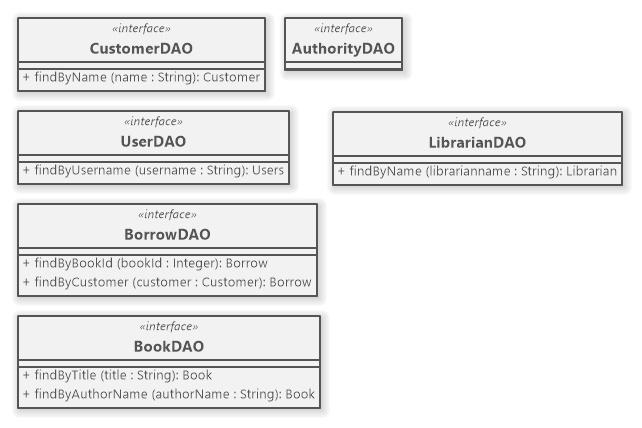 «interface»
CustomerDAO
+ findByName (name : String): Customer
«interface»
AuthorityDAO
«interface»
UserDAO
+ findByUsername (username : String): Users
«interface»
LibrarianDAO
+ findByName (librarianname : String): Librarian
«interface»
BorrowDAO
+ findByBookId (bookId : Integer): Borrow
+ findByCustomer (customer : Customer): Borrow
«interface»
BookDAO
+ findByTitle (title : String): Book
+ findByAuthorName (authorName : String): Book